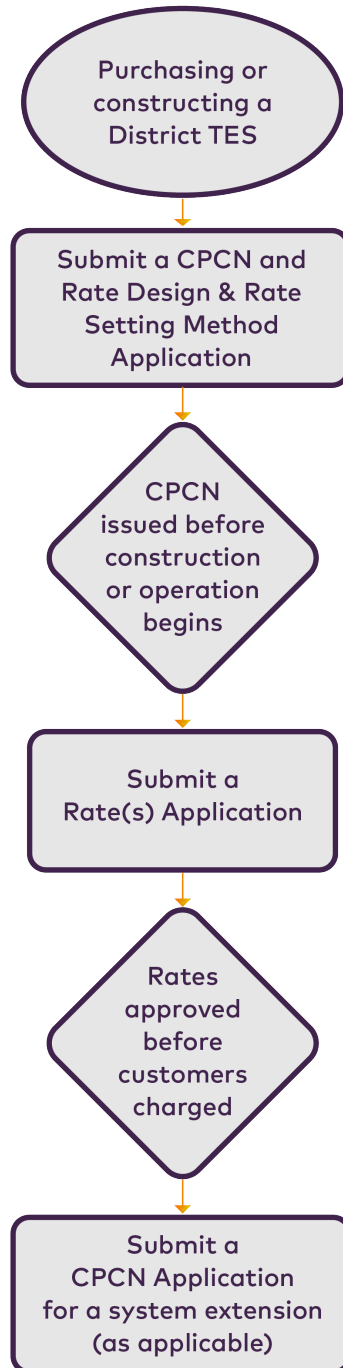 Purchasing or
constructing a
District TES
Submit a CPCN and
Rate Design & Rate
Setting Method
Application
CPCN
issued before
construction
or operation
begins
Submit a
Rate(s) Application
Rates
approved
before
customers
charged
Submit a
CPCN Application
for a system extension
(as applicable)